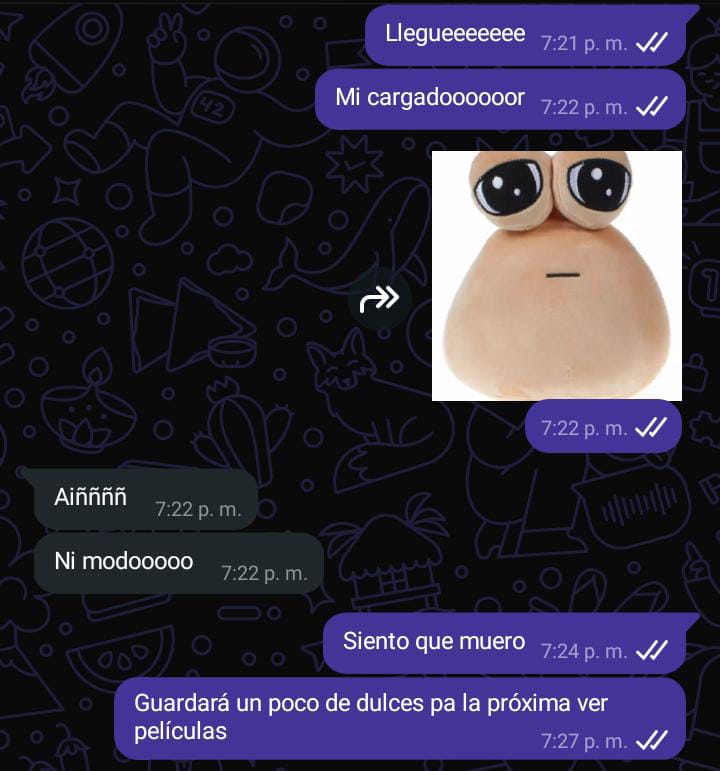 Llegueeeeeee 7:21 p. m.
Mi cargadoooooor 7:22 p. m.
42
7:22 p. m.
Aiññññ 7:22 p. m.
Ni modooooo 7:22 p. m.
Siento que muero 7:24 p. m.
Guardará un poco de dulces pa la próxima ver
películas 7:27 p. m.